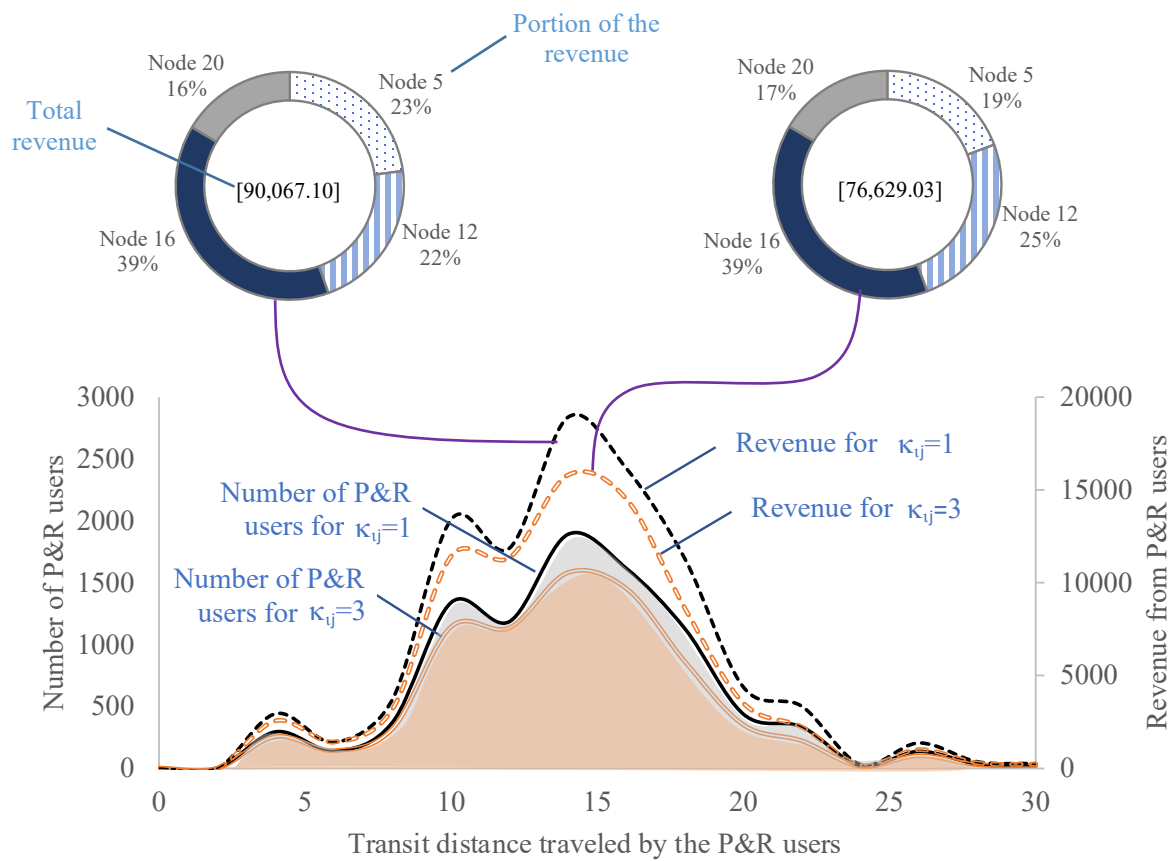 Portion of the
revenue
Total
revenue
Node 20
16%
Node 5
23%
[90,067.10]
Node 16
39%
Node 12
22%
Node 20
17%
Node 5
19%
[76,629.03]
Node 16
39%
Node 12
25%
Number of P&R users
3000
2500
2000
1500
1000
500
0
Number of P&R
users for κιj=1
Number of P&R
users for κιj=3
Revenue for κιj=1
Revenue for κιj=3
20000
15000
10000
5000
0
Revenue from P&R users
0 5 10 15 20 25 30
Transit distance traveled by the P&R users